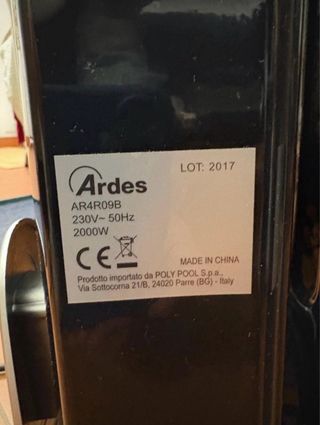 LOT: 2017
Ardes
AR4R09B
230V~ 50Hz
2000W
CE
MADE IN CHINA
Prodotto importato da POLY POOL S.p.a.,
Via Sottocorna 21/B, 24020 Parre (BG) - Italy